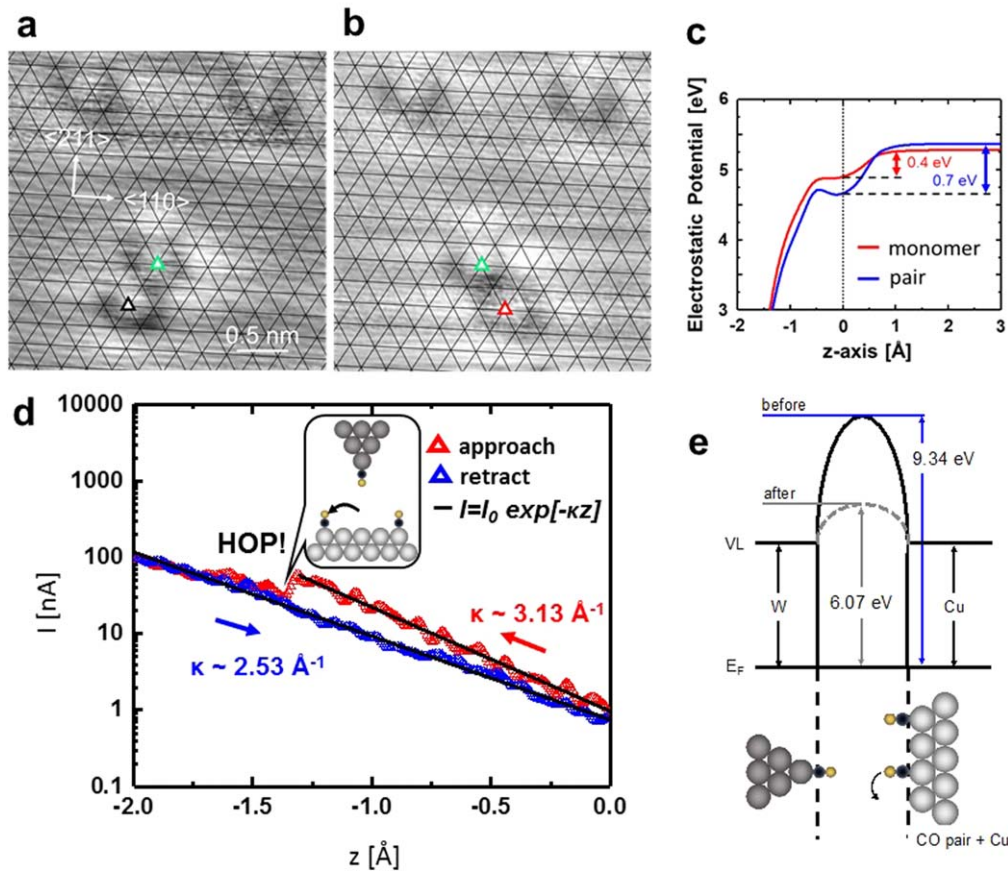 a
<211>
<110>
0.5 nm
b
c
Electrostatic Potential [eV]
6
5
4
3
0.4 eV
0.7 eV
monomer
pair
-2 -1 0 1 2 3
z-axis [Å]
d
I [nA]
10000
1000
100
10
1
0.1
approach
retract
I=I₀ exp[-κz]
HOP!
κ ~ 3.13 Å⁻¹
κ ~ 2.53 Å⁻¹
-2.0 -1.5 -1.0 -0.5 0.0
z [Å]
e
before
9.34 eV
after
VL
W
6.07 eV
Cu
E_F
CO pair + Cu